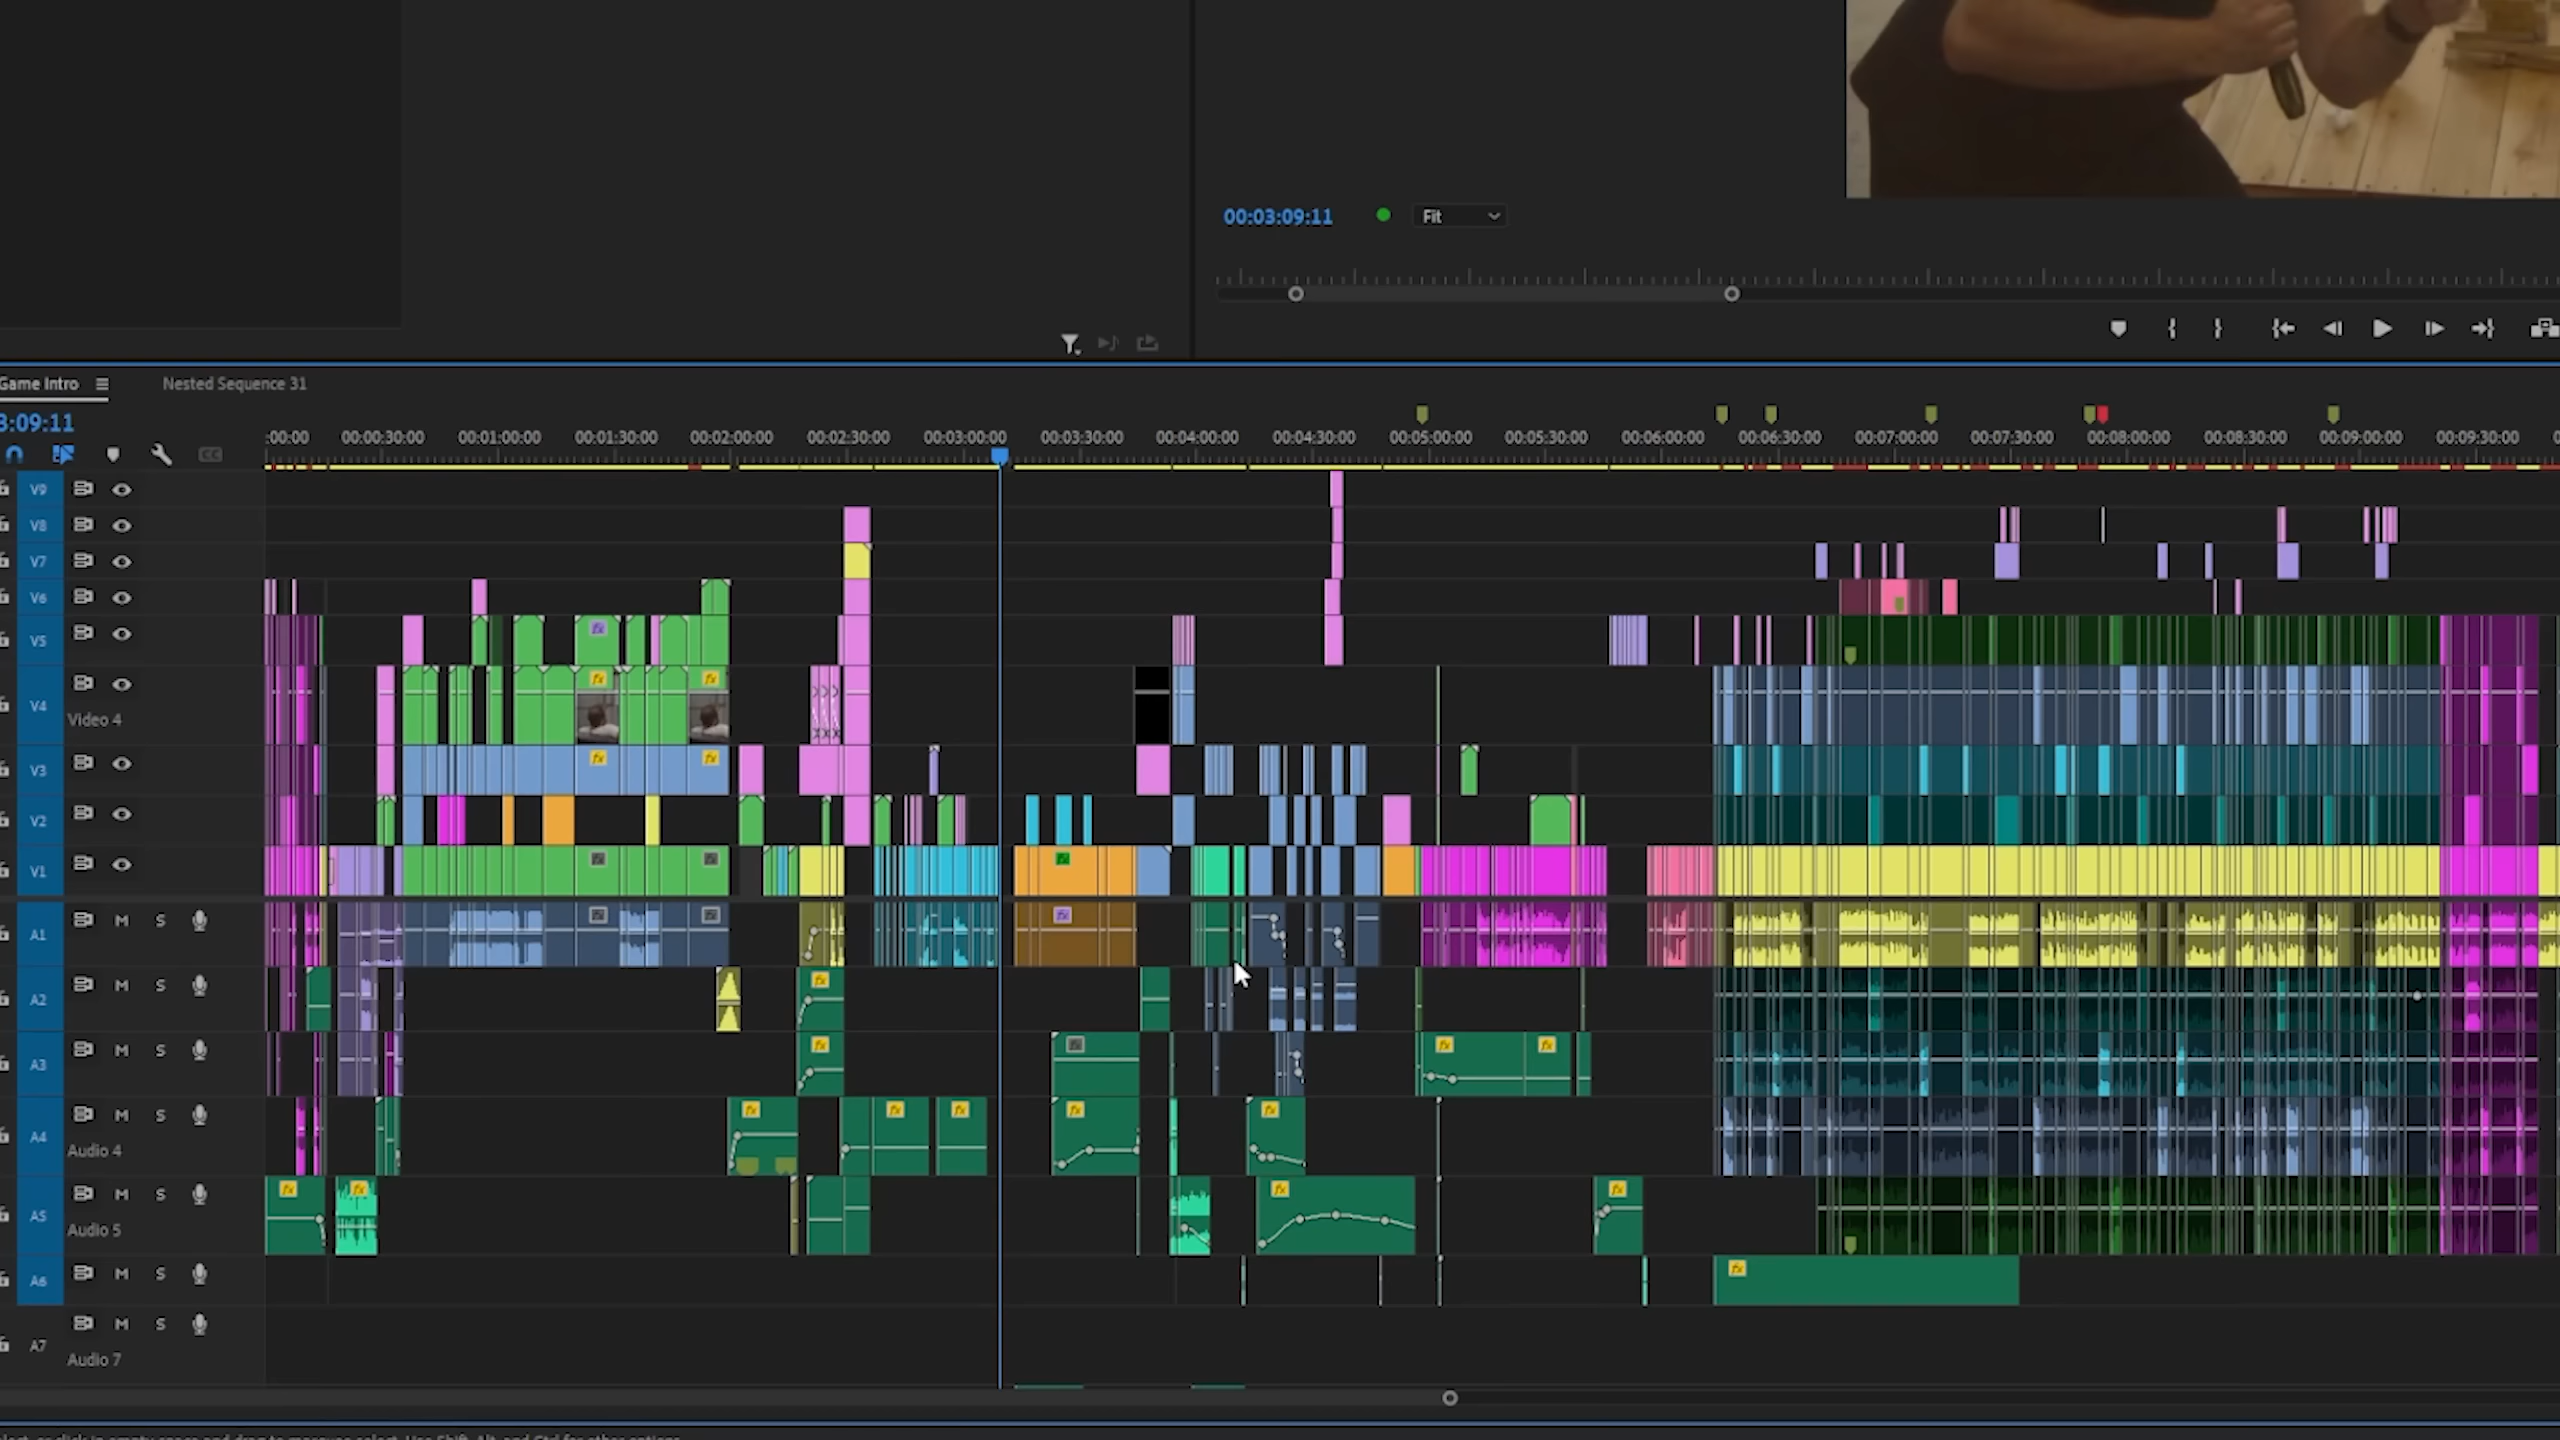 00:03:09:11
Fit
Game Intro
Nested Sequence 31
3:09:11
:00:00 00:00:30:00 00:01:00:00 00:01:30:00 00:02:00:00 00:02:30:00 00:03:00:00 00:03:30:00 00:04:00:00 00:04:30:00 00:05:00:00 00:05:30:00 00:06:00:00 00:06:30:00 00:07:00:00 00:07:30:00 00:08:00:00 00:08:30:00 00:09:00:00 00:09:30:00
V9
V8
V7
V6
V5
V4
Video 4
V3
V2
V1
A1 M S
A2 M S
A3 M S
A4 M S
Audio 4
A5 M S
Audio 5
A6 M S
A7 M S
Audio 7